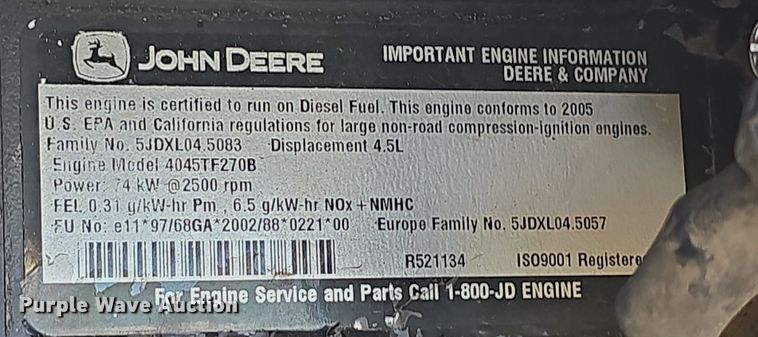 JOHN DEERE
IMPORTANT ENGINE INFORMATION
DEERE & COMPANY
This engine is certified to run on Diesel Fuel. This engine conforms to 2005
U.S. EPA and California regulations for large non-road compression-ignition engines.
Family No. 5JDXL04.5083 Displacement 4.5L
Engine Model 4045TF270B
Power: 74 kW @2500 rpm
FEL 0.31 g/kW-hr Pm , 6.5 g/kW-hr NOx + NMHC
EU No: e11*97/68GA*2002/88*0221*00 Europe Family No. 5JDXL04.5057
R521134 ISO9001 Registere
For Engine Service and Parts Call 1-800-JD ENGINE
Purple Wave Auction